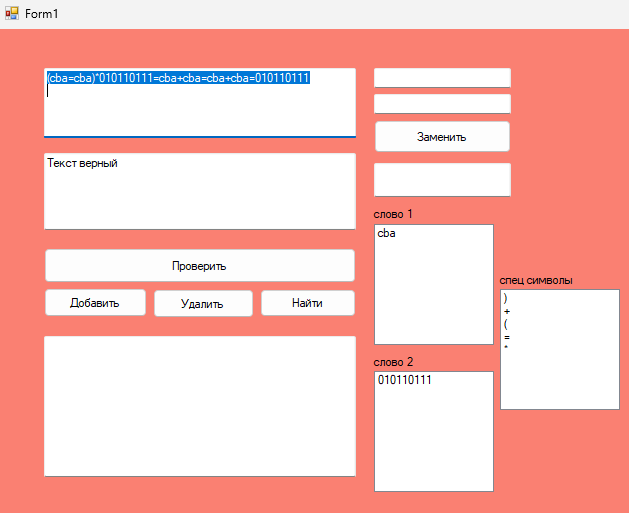 Form1
(cba=cba)*010110111=cba+cba=cba+cba=010110111
Текст верный
Проверить
Добавить
Удалить
Найти
Заменить
слово 1
cba
спец символы
)
+
(
=
*
слово 2
010110111